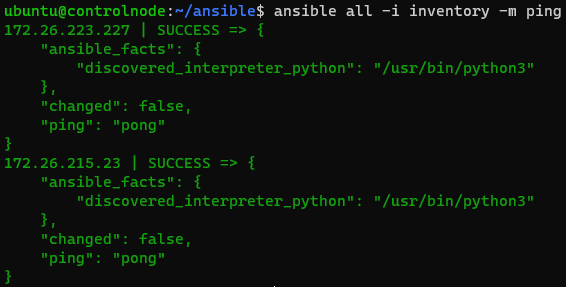 ubuntu@controlnode:~/ansible$ ansible all -i inventory -m ping
172.26.223.227 | SUCCESS => {
    "ansible_facts": {
        "discovered_interpreter_python": "/usr/bin/python3"
    },
    "changed": false,
    "ping": "pong"
}
172.26.215.23 | SUCCESS => {
    "ansible_facts": {
        "discovered_interpreter_python": "/usr/bin/python3"
    },
    "changed": false,
    "ping": "pong"
}